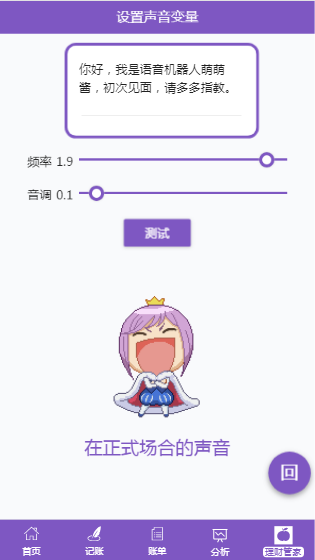 设置声音变量
你好，我是语音机器人萌萌
酱，初次见面，请多多指教。
频率 1.9
音调 0.1
测试
在正式场合的声音
回
首页
记账
账单
分析
理财管家